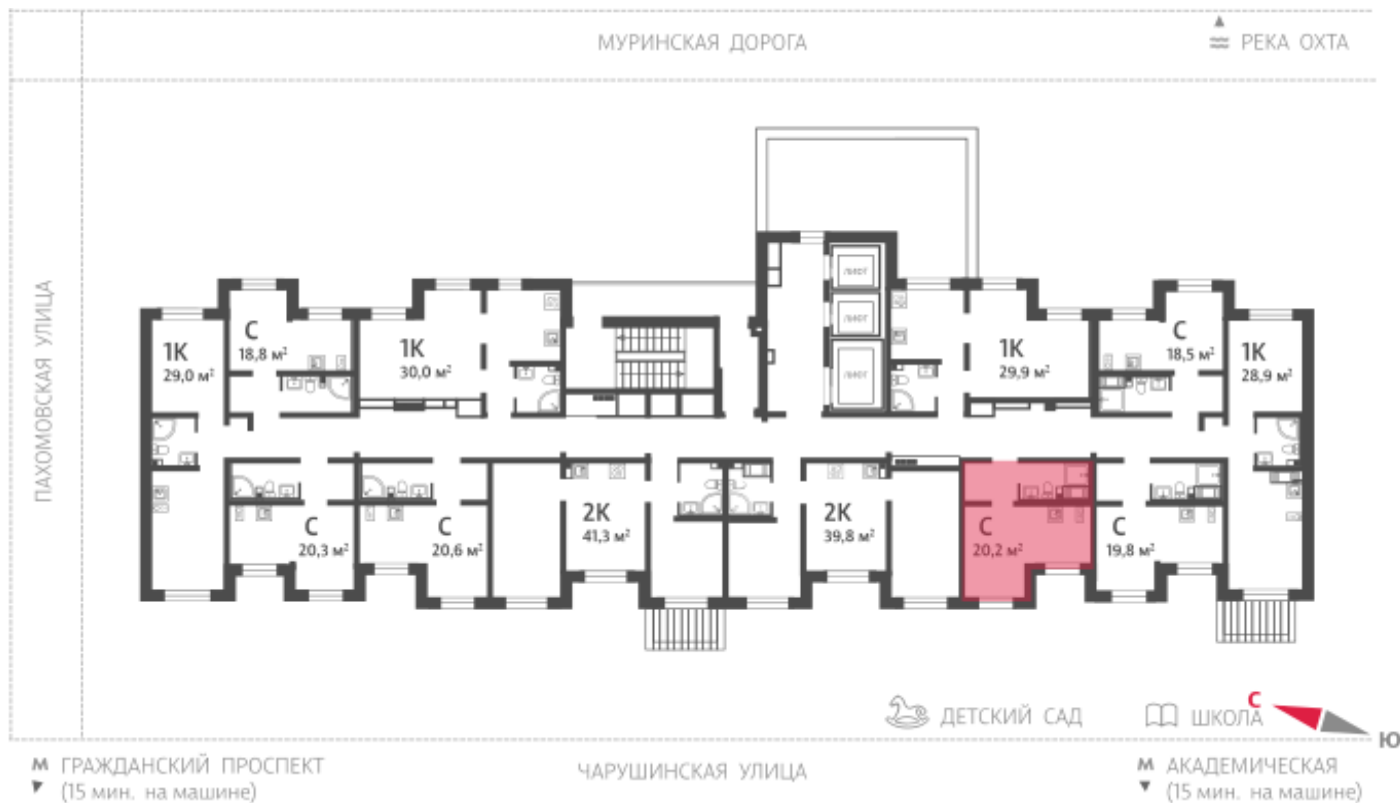 МУРИНСКАЯ ДОРОГА
РЕКА ОХТА
ПАХОМОВСКАЯ УЛИЦА
1К
29,0 м²
С
18,8 м²
1К
30,0 м²
ЛИФТ
ЛИФТ
ЛИФТ
1К
29,9 м²
С
18,5 м²
1К
28,9 м²
С
20,3 м²
С
20,6 м²
2К
41,3 м²
2К
39,8 м²
С
20,2 м²
С
19,8 м²
ДЕТСКИЙ САД
ШКОЛА
С
Ю
М ГРАЖДАНСКИЙ ПРОСПЕКТ
(15 мин. на машине)
ЧАРУШИНСКАЯ УЛИЦА
М АКАДЕМИЧЕСКАЯ
(15 мин. на машине)